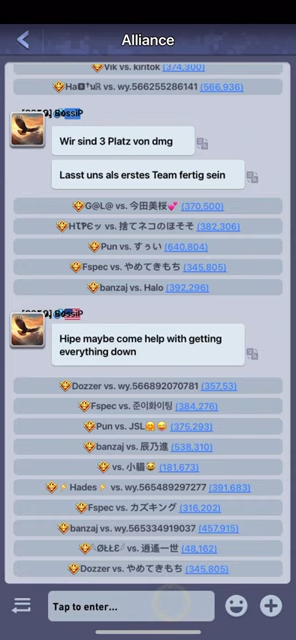 Alliance
Vik vs. kiritok (374,300)
vs. wy.566255286141 (566,936)
BossiP
Wir sind 3 Platz von dmg
Lasst uns als erstes Team fertig sein
G@L@ vs. 今田美桜💕 (370,500)
vs. 捨てネコのほそそ (382,306)
Pun vs. すぅい (640,804)
Fspec vs. やめてきもち (345,805)
banzaj vs. Halo (392,296)
BossiP
Hipe maybe come help with getting
everything down
Dozzer vs. wy.566892070781 (357,53)
Fspec vs. 준이화이팅 (384,276)
Pun vs. JSL🤗😜 (375,293)
banzaj vs. 辰乃進 (538,310)
vs. 小貓😂 (181,673)
Hades vs. wy.565489297277 (391,683)
Fspec vs. カズキング (316,202)
banzaj vs. wy.565334919037 (457,915)
vs. 逍遙一世 (48,162)
Dozzer vs. やめてきもち (345,805)
Tap to enter...